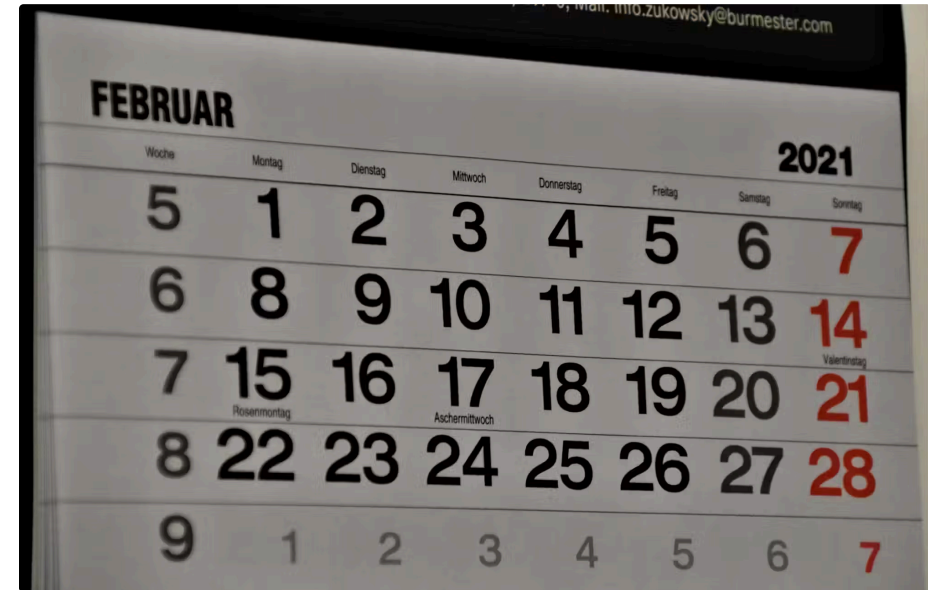 Mail: info.zukowsky@burmester.com
FEBRUAR
2021
Woche Montag Dienstag Mittwoch Donnerstag Freitag Samstag Sonntag
5 1 2 3 4 5 6 7
6 8 9 10 11 12 13 14
Valentinstag
7 15 16 17 18 19 20 21
Rosenmontag Aschermittwoch
8 22 23 24 25 26 27 28
9 1 2 3 4 5 6 7